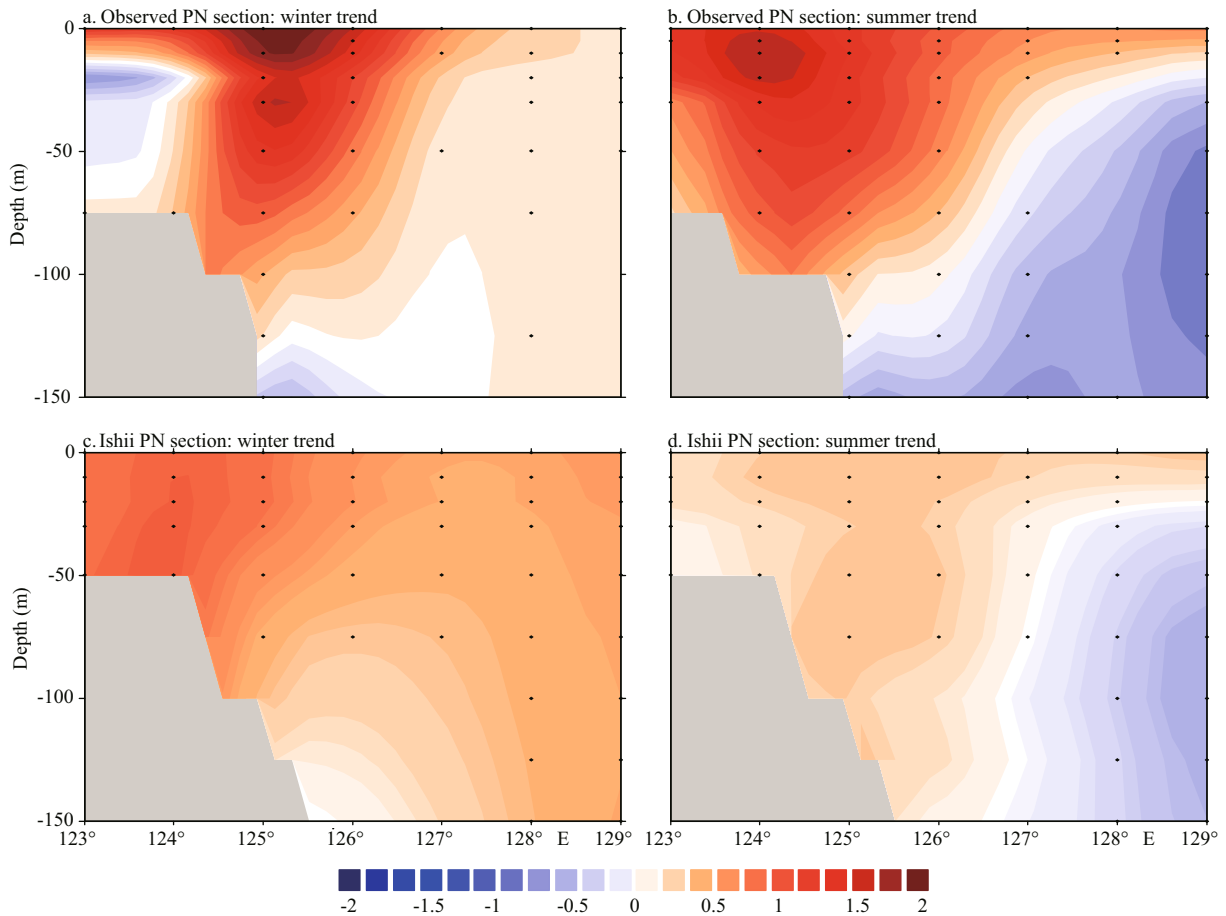 a. Observed PN section: winter trend
b. Observed PN section: summer trend
0
-50
-100
-150
Depth (m)
c. Ishii PN section: winter trend
d. Ishii PN section: summer trend
0
-50
-100
-150
Depth (m)
123° 124° 125° 126° 127° 128° E 129°
123° 124° 125° 126° 127° 128° E 129°
-2 -1.5 -1 -0.5 0 0.5 1 1.5 2